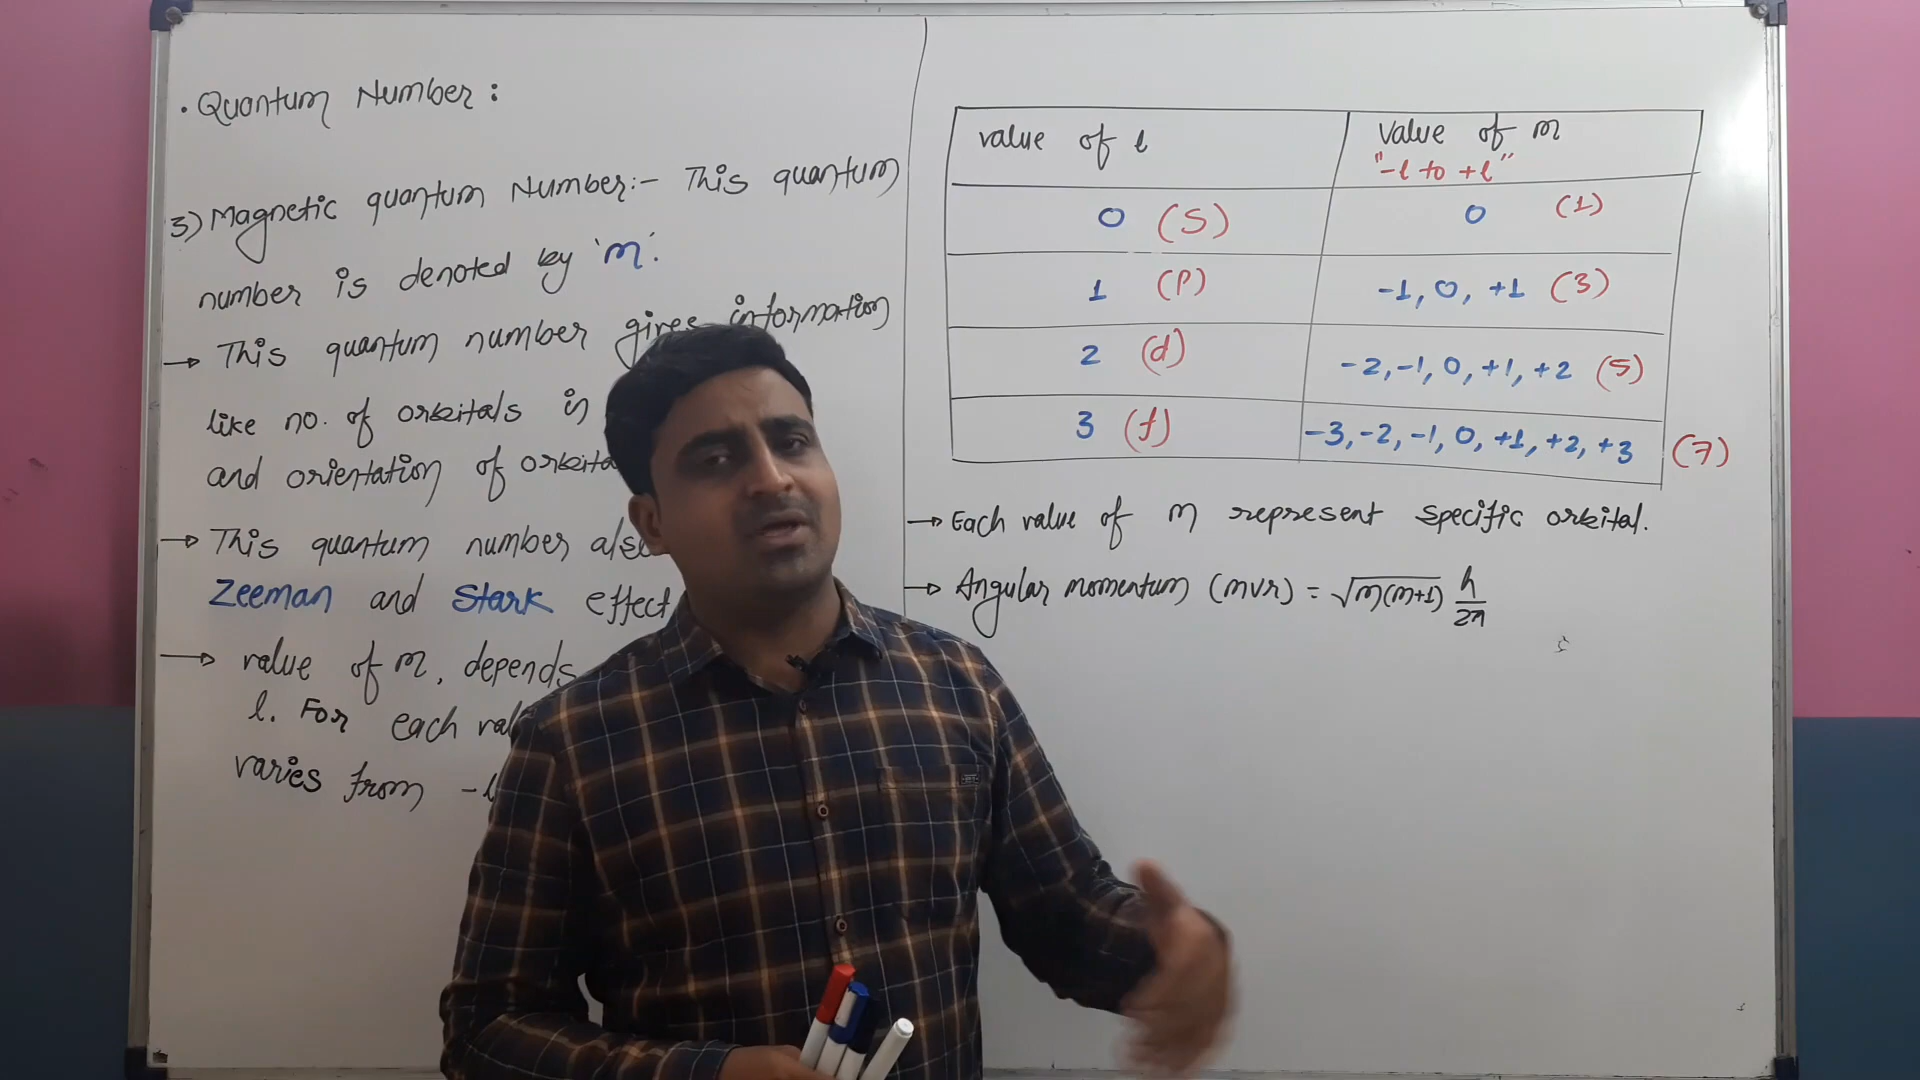 • Quantum Number :
3) Magnetic quantum Number:- This quantum
number is denoted by 'm'.
→ This quantum number gives information
like no. of orbitals in
and orientation of
→ This quantum number
Zeeman and Stark effect
→ value of m, depends
l. For each
varies from -l
value of l | Value of m
"-l to +l"
0 (S) | 0 (1)
1 (P) | -1, 0, +1 (3)
2 (d) | -2, -1, 0, +1, +2 (5)
3 (f) | -3, -2, -1, 0, +1, +2, +3 (7)
→ Each value of m represent specific orbital.
→ Angular momentum (mvr) = √m(m+1) h/2π